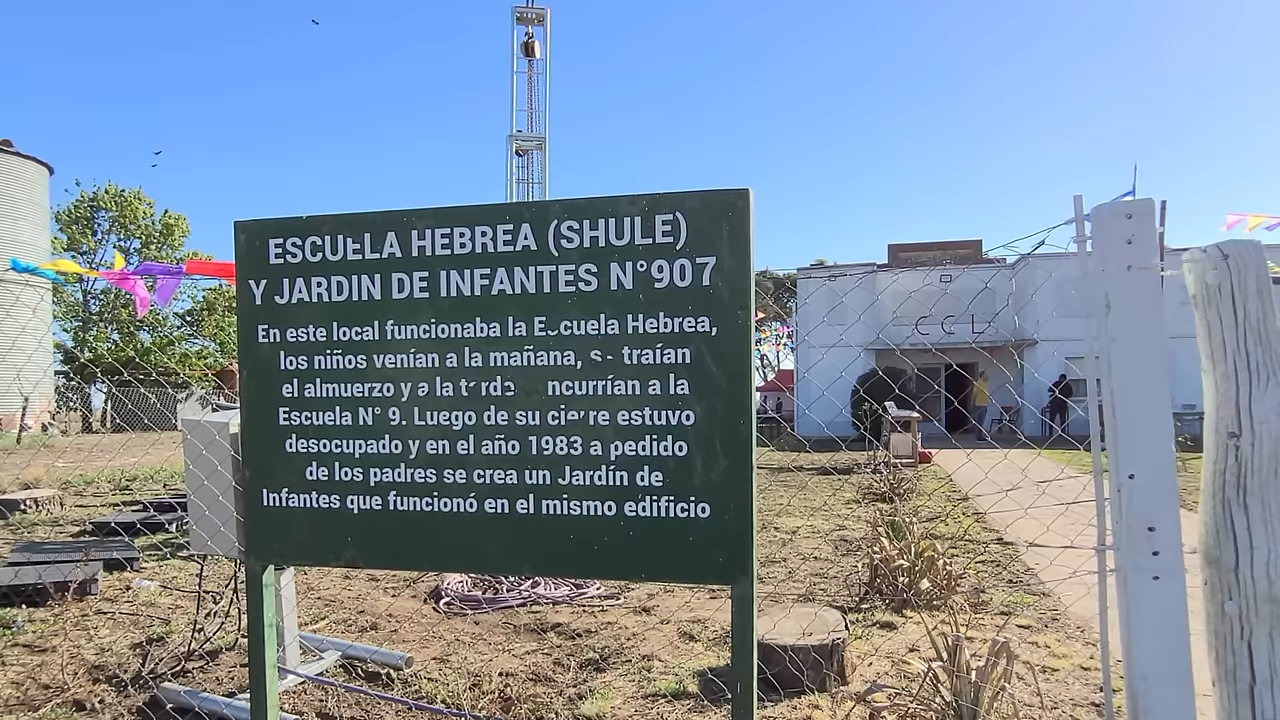 ESCUELA HEBREA (SHULE)
Y JARDIN DE INFANTES N°907
En este local funcionaba la Escuela Hebrea,
los niños venían a la mañana, se traían
el almuerzo y a la tarde ncurrían a la
Escuela N° 9. Luego de su cierre estuvo
desocupado y en el año 1983 a pedido
de los padres se crea un Jardín de
Infantes que funcionó en el mismo edificio
C C L